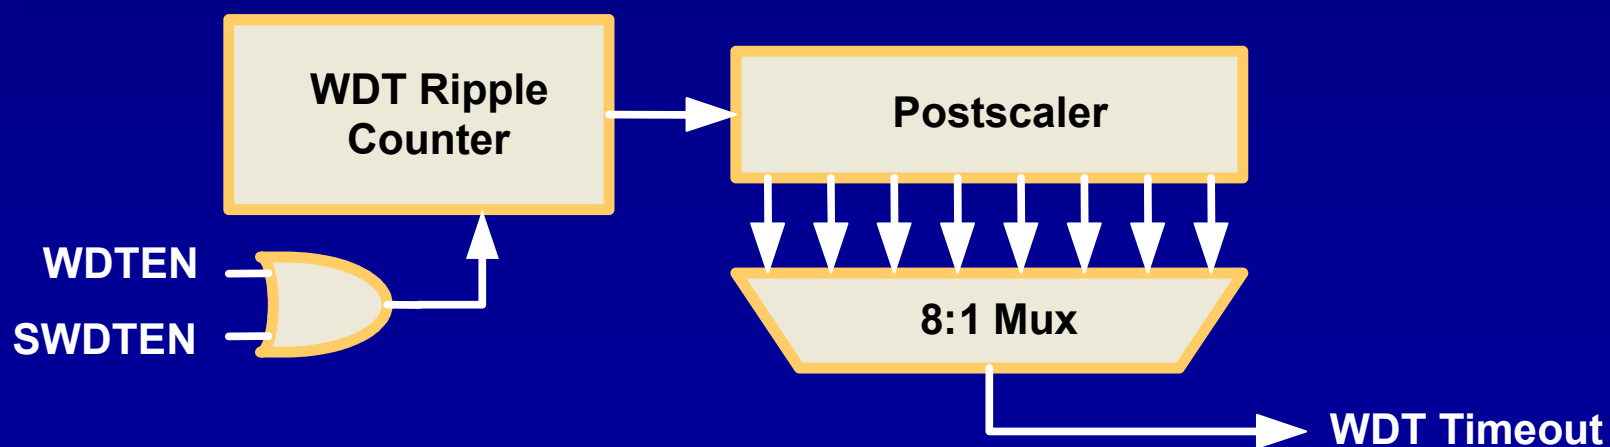 WDT Ripple
Counter
Postscaler
WDTEN
SWDTEN
8:1 Mux
WDT Timeout